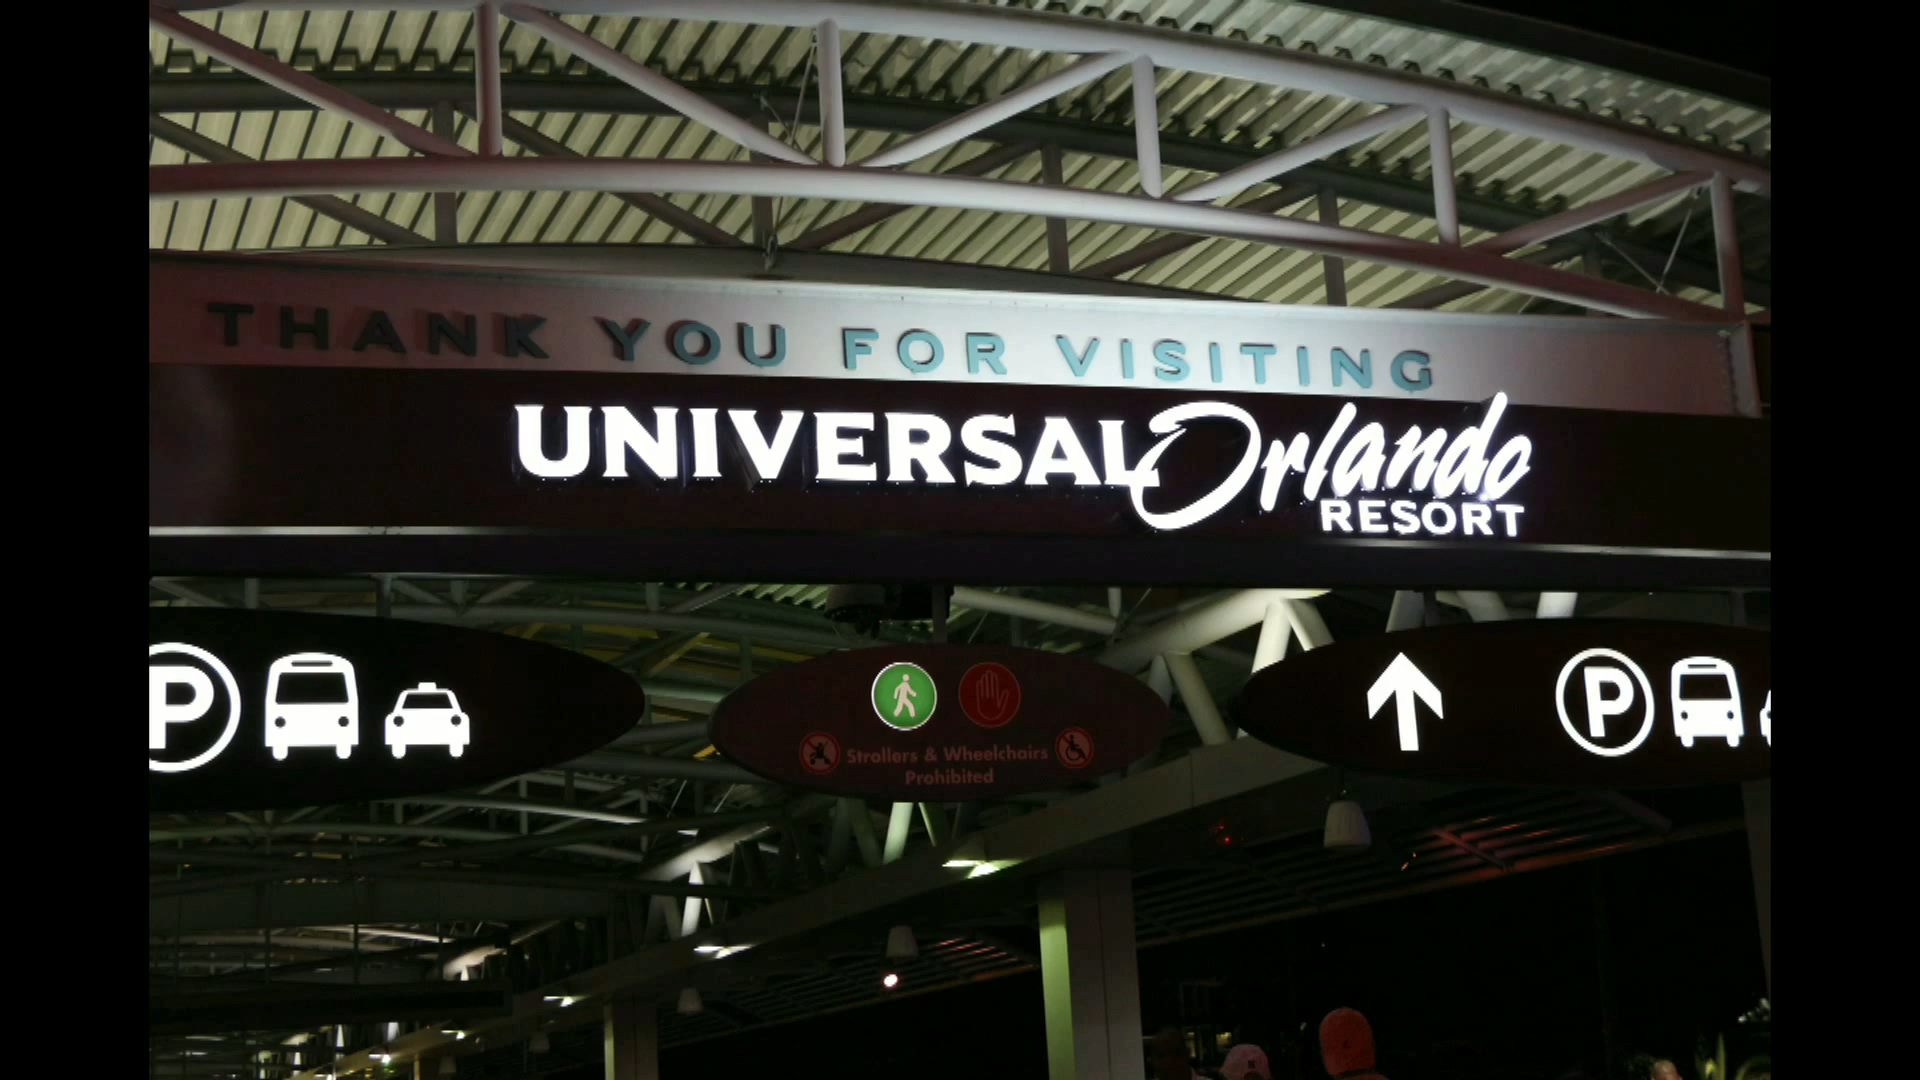 THANK YOU FOR VISITING
UNIVERSAL Orlando
RESORT
P
Strollers & Wheelchairs
Prohibited
P